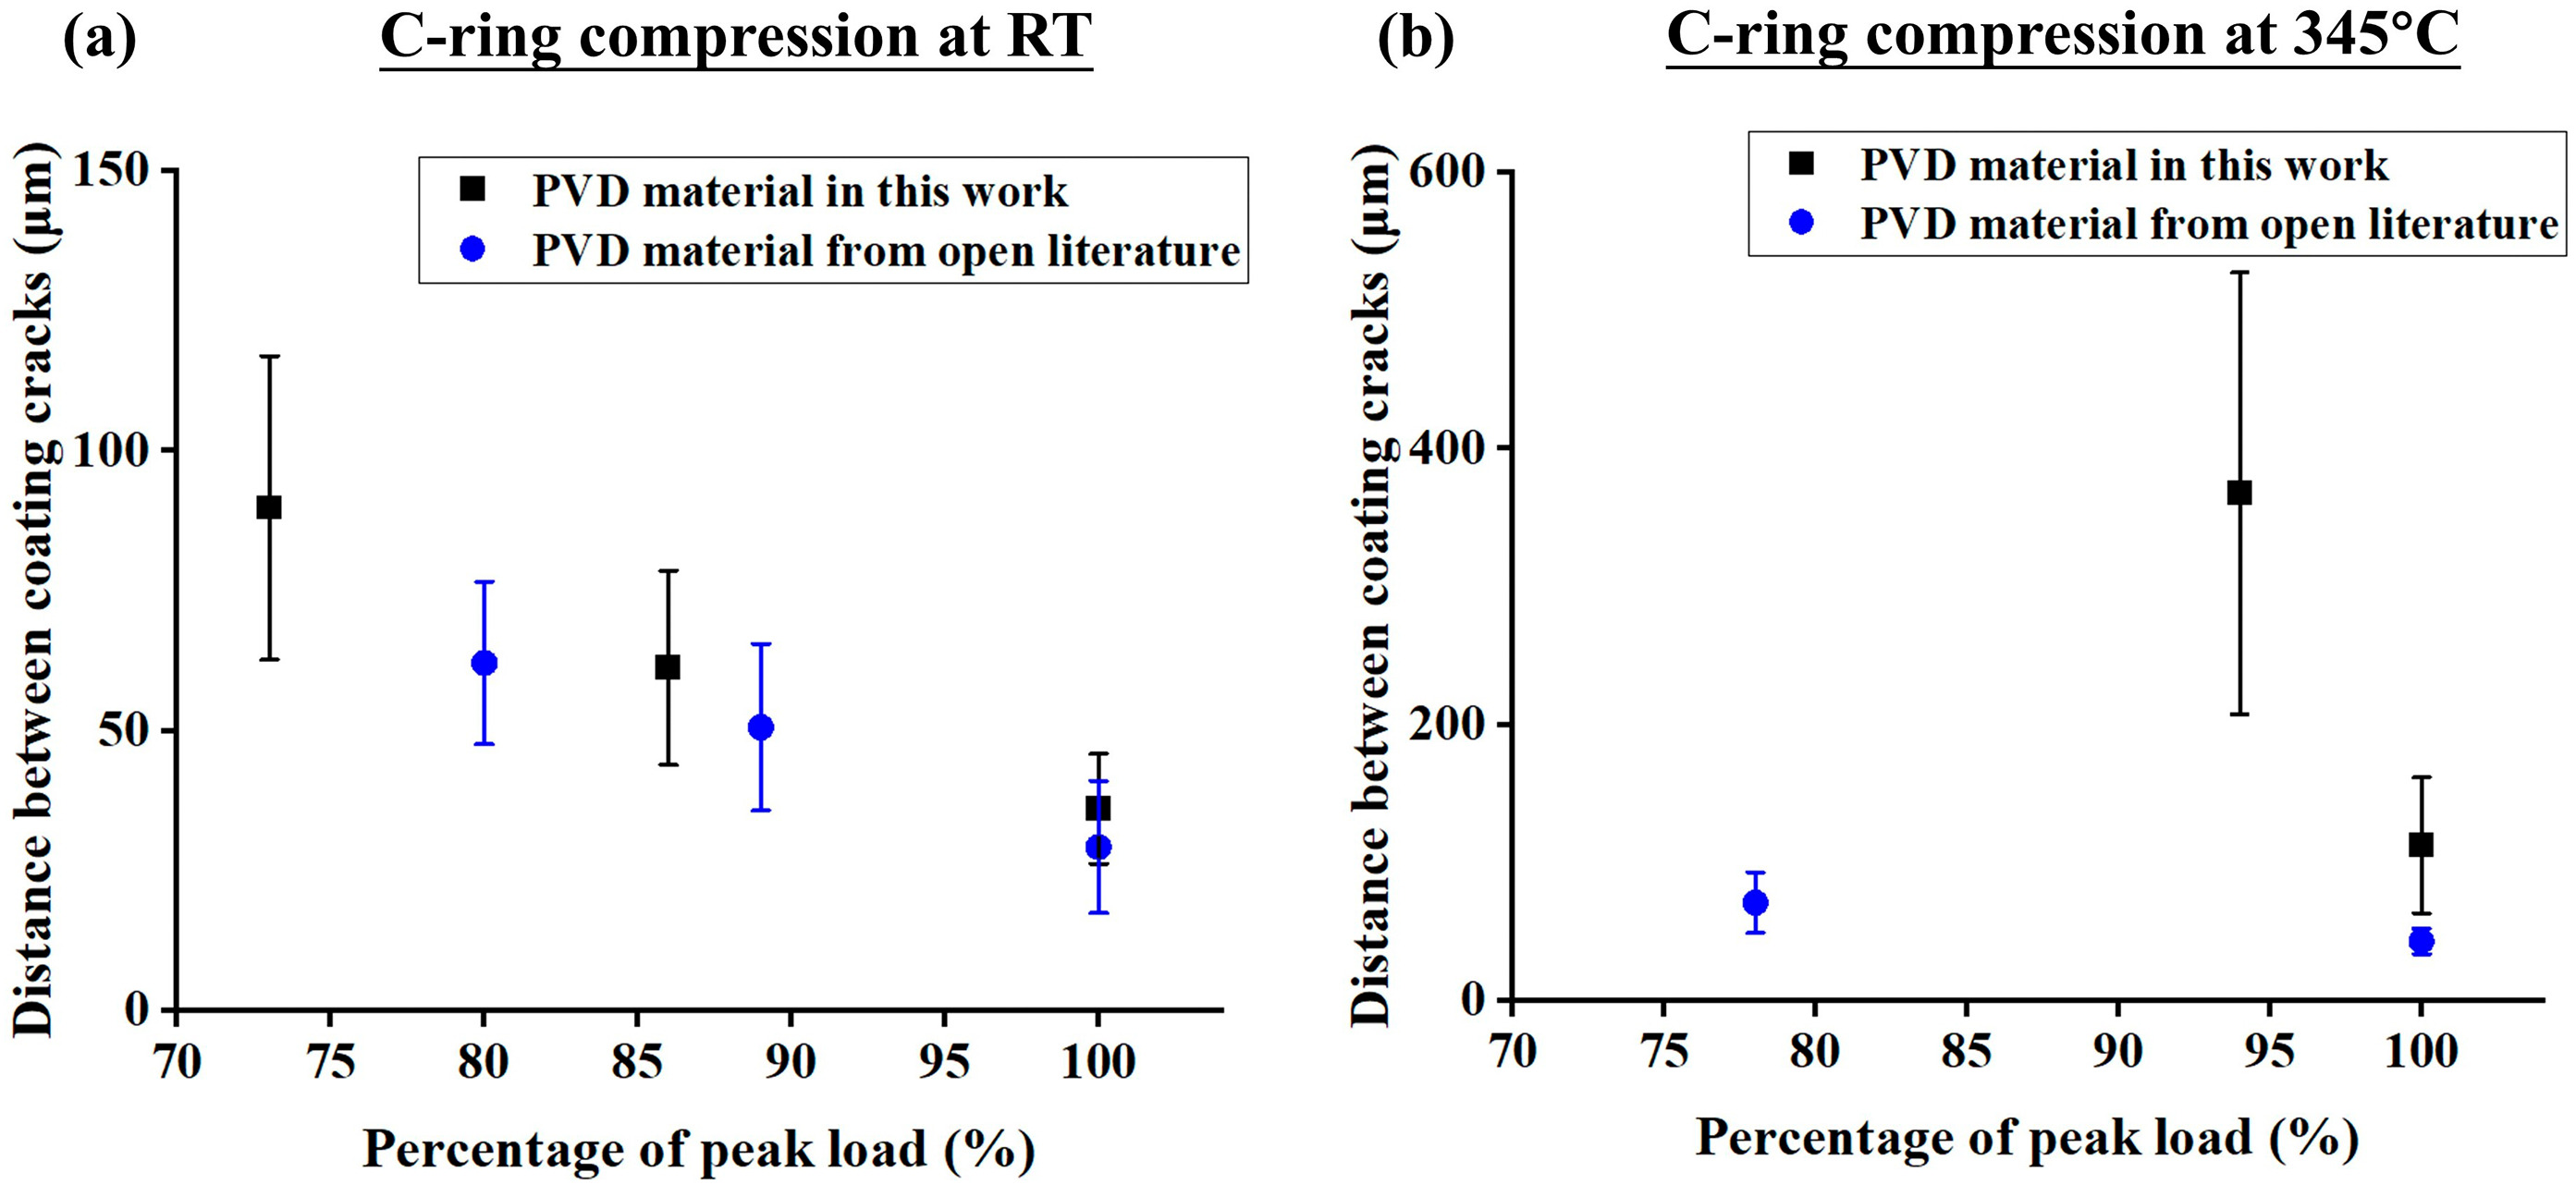 (a)
C-ring compression at RT
Distance between coating cracks (μm)
150
100
50
0
PVD material in this work
PVD material from open literature
70 75 80 85 90 95 100
Percentage of peak load (%)
(b)
C-ring compression at 345°C
Distance between coating cracks (μm)
600
400
200
0
PVD material in this work
PVD material from open literature
70 75 80 85 90 95 100
Percentage of peak load (%)